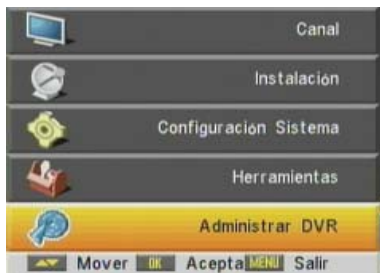 Canal
Instalación
Configuración Sistema
Herramientas
Administrar DVR
Mover OK Acepta MENU Salir